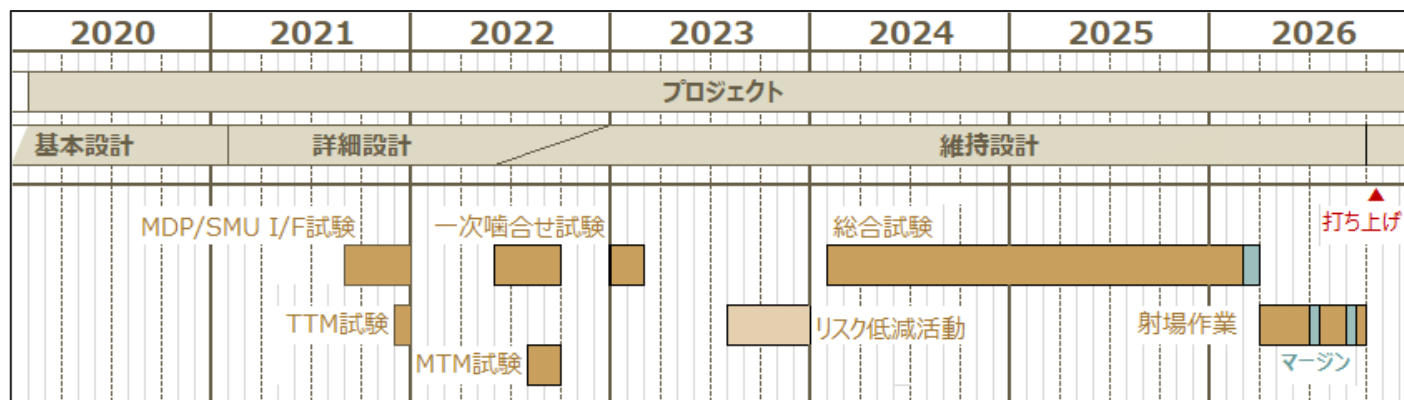 2020 2021 2022 2023 2024 2025 2026
プロジェクト
基本設計 詳細設計 維持設計
▲
MDP/SMU I/F試験 一次噛合せ試験 総合試験 打ち上げ
TTM試験 リスク低減活動 射場作業
MTM試験 マージン